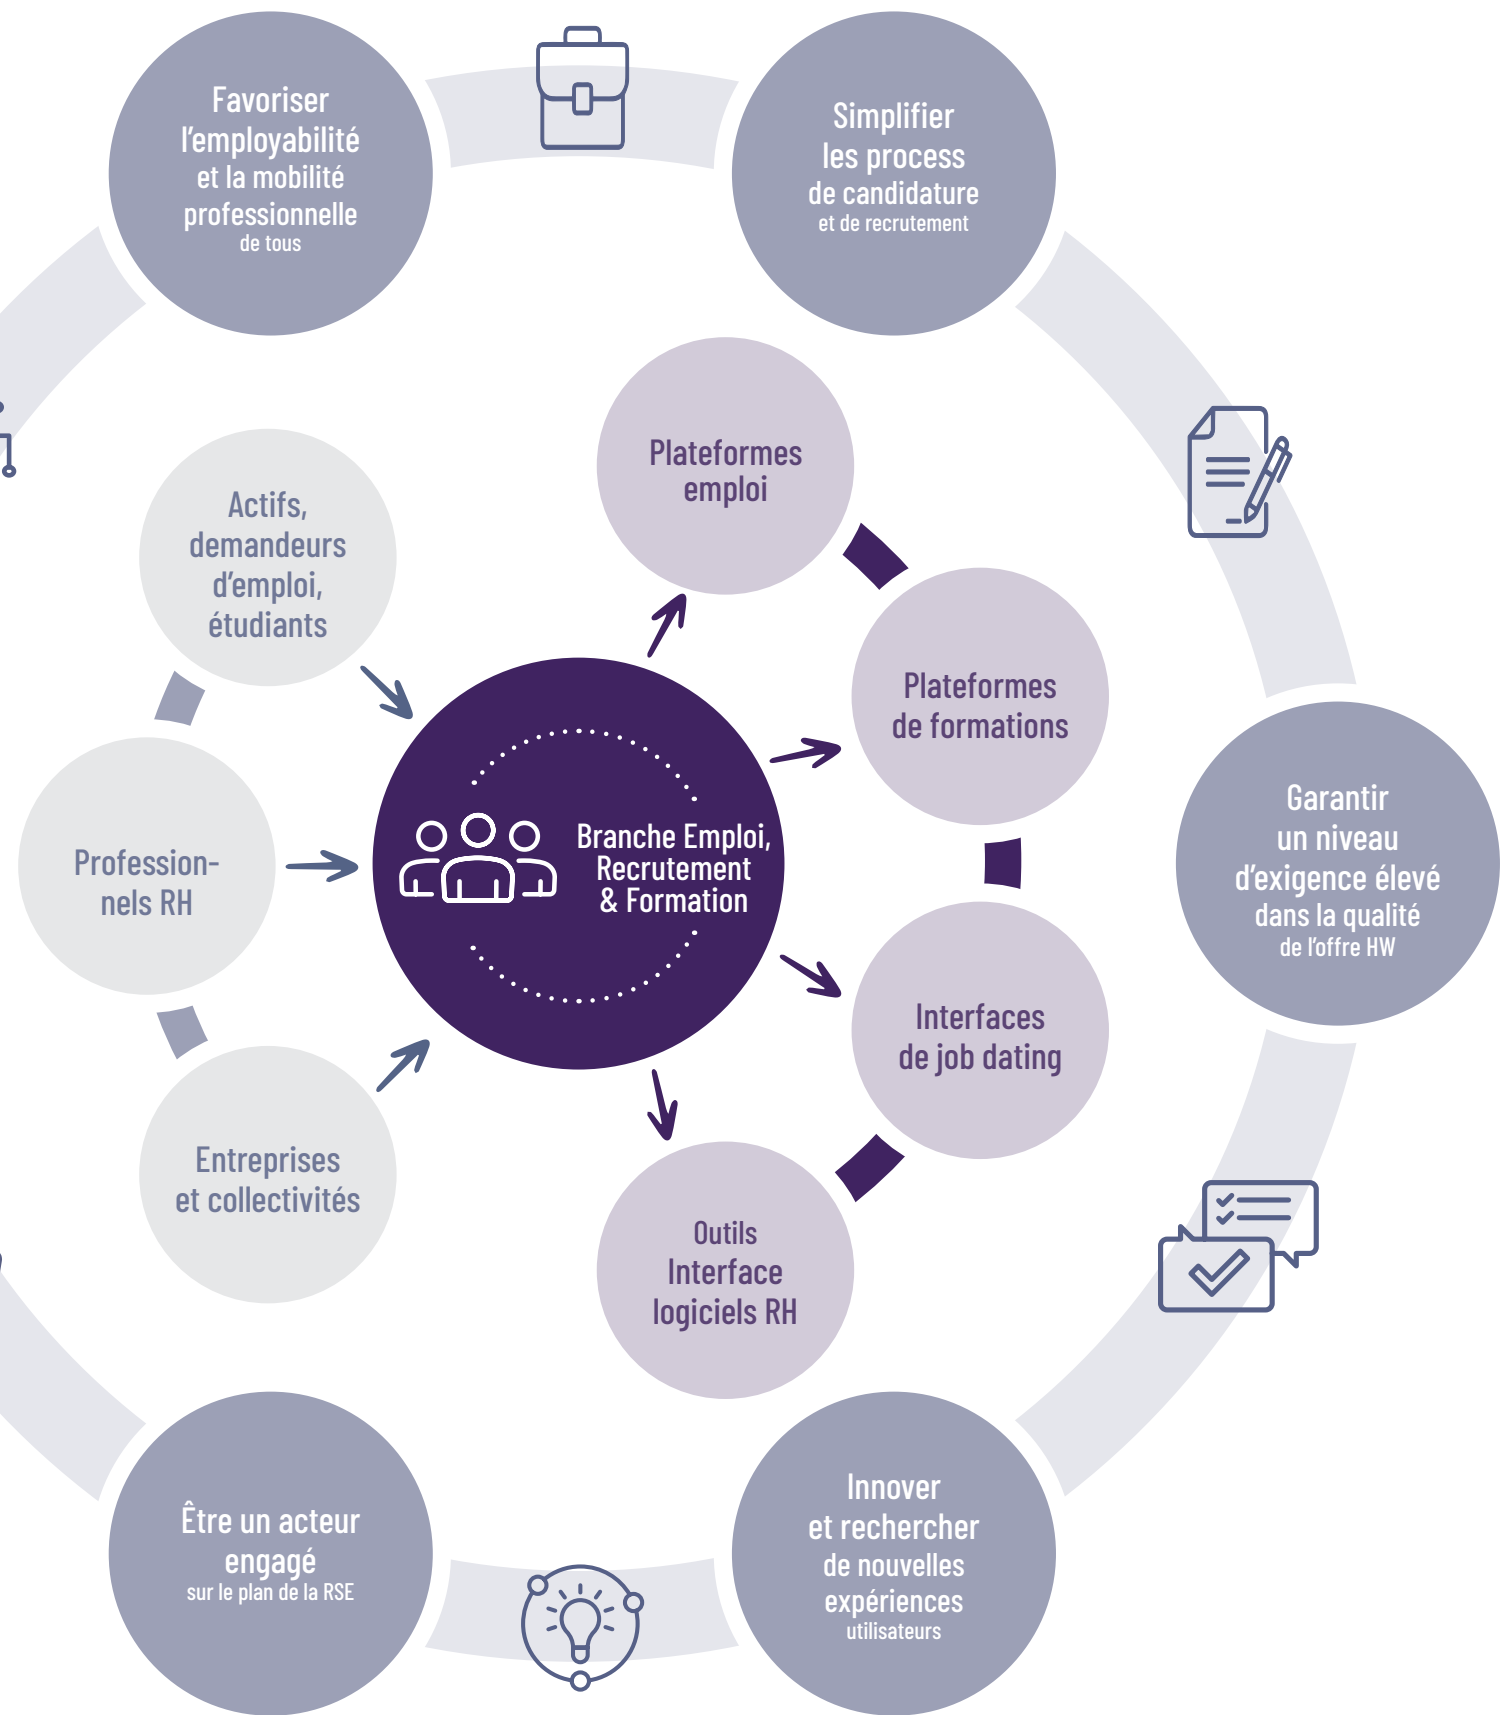 Favoriser
l'employabilité
et la mobilité
professionnelle
de tous
Simplifier
les process
de candidature
et de recrutement
Plateformes
emploi
Actifs,
demandeurs
d'emploi,
étudiants
Plateformes
de formations
Profession-
nels RH
Branche Emploi,
Recrutement
& Formation
Garantir
un niveau
d'exigence élevé
dans la qualité
de l'offre HW
Interfaces
de job dating
Entreprises
et collectivités
Outils
Interface
logiciels RH
Être un acteur
engagé
sur le plan de la RSE
Innover
et rechercher
de nouvelles
expériences
utilisateurs